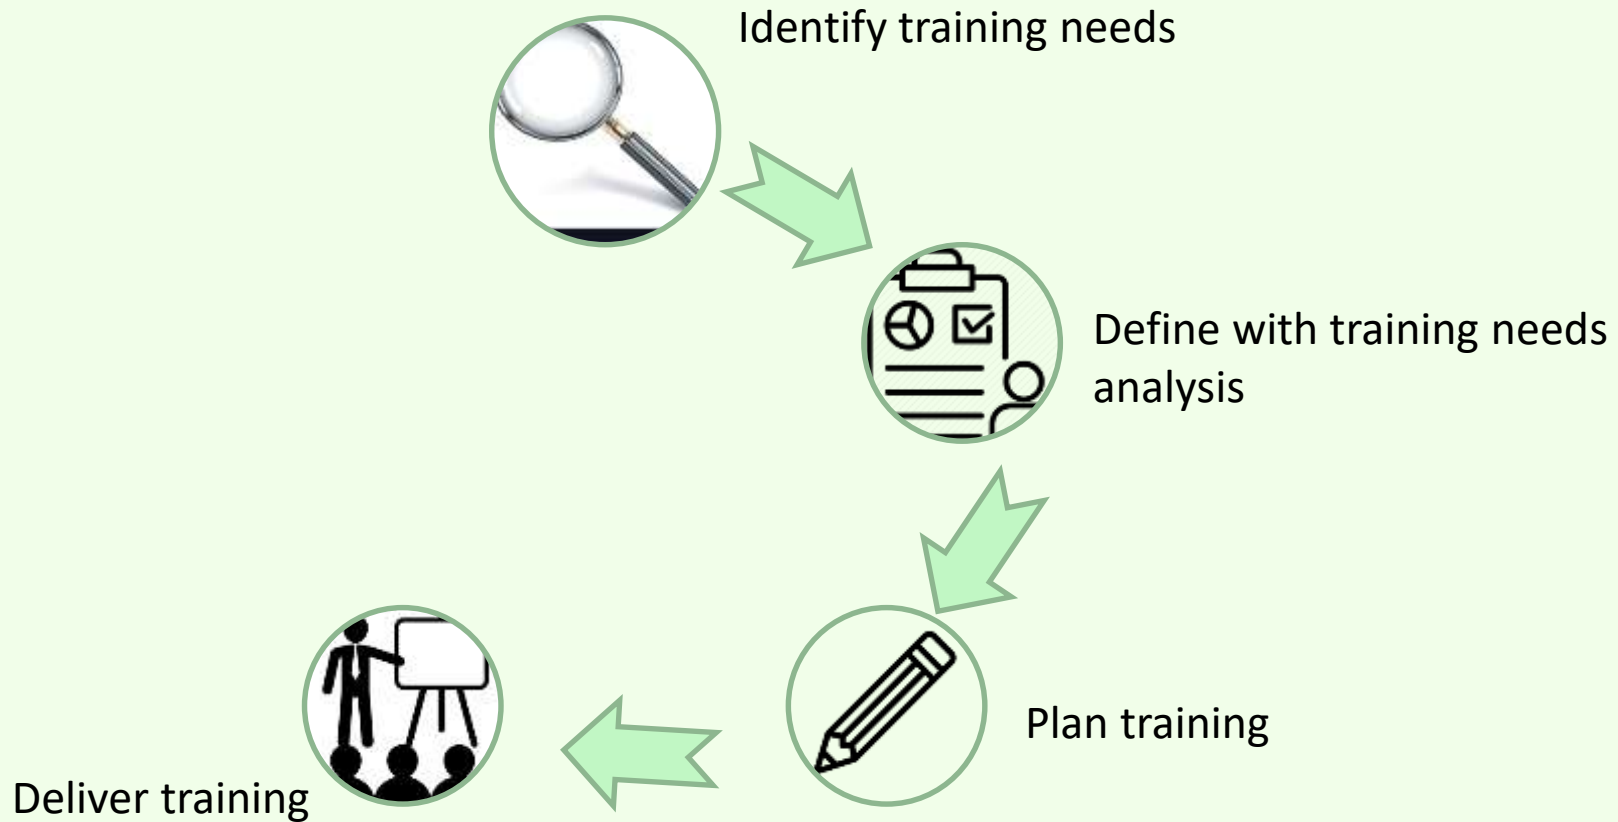 Identify training needs
Define with training needs
analysis
Plan training
Deliver training